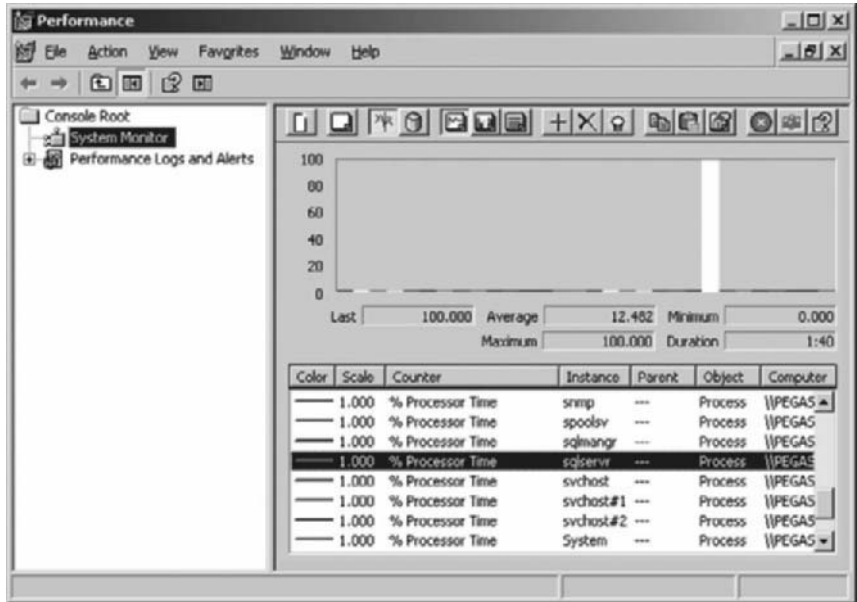 Performance
File Action View Favorites Window Help
Console Root
System Monitor
Performance Logs and Alerts
100
80
60
40
20
0
Last 100.000 Average 12.482 Minimum 0.000
Maximum 100.000 Duration 1:40
Color Scale Counter Instance Parent Object Computer
1.000 % Processor Time snmp --- Process \\PEGAS
1.000 % Processor Time spoolsv --- Process \\PEGAS
1.000 % Processor Time sqlmangr --- Process \\PEGAS
1.000 % Processor Time sqlservr --- Process \\PEGAS
1.000 % Processor Time svchost --- Process \\PEGAS
1.000 % Processor Time svchost#1 --- Process \\PEGAS
1.000 % Processor Time svchost#2 --- Process \\PEGAS
1.000 % Processor Time System --- Process \\PEGAS